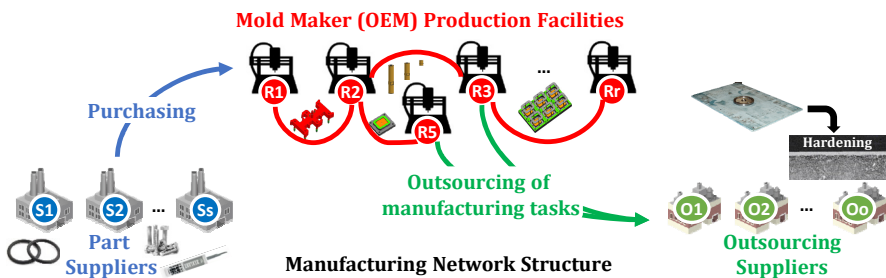 Mold Maker (OEM) Production Facilities
...
R1
R2
R3
Rr
R5
Purchasing
Hardening
Outsourcing of
manufacturing tasks
S1
S2
...
Ss
O1
O2
...
Oo
Part
Suppliers
Outsourcing
Suppliers
Manufacturing Network Structure